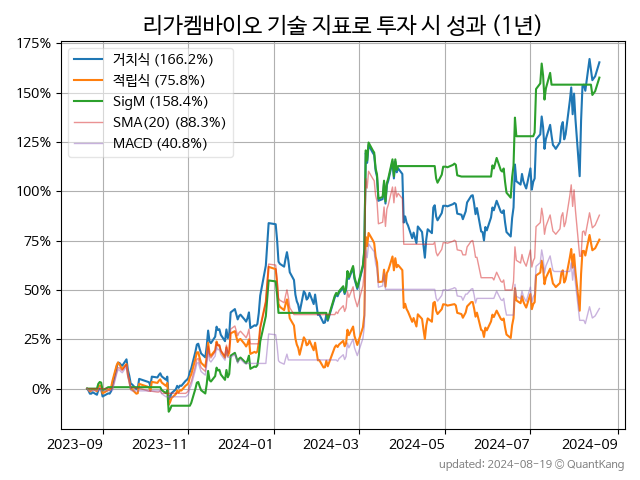 리가켐바이오 기술 지표로 투자 시 성과 (1년)
175%
150%
125%
100%
75%
50%
25%
0%
거치식 (166.2%)
적립식 (75.8%)
SigM (158.4%)
SMA(20) (88.3%)
MACD (40.8%)
2023-09 2023-11 2024-01 2024-03 2024-05 2024-07 2024-09
updated: 2024-08-19 © QuantKang